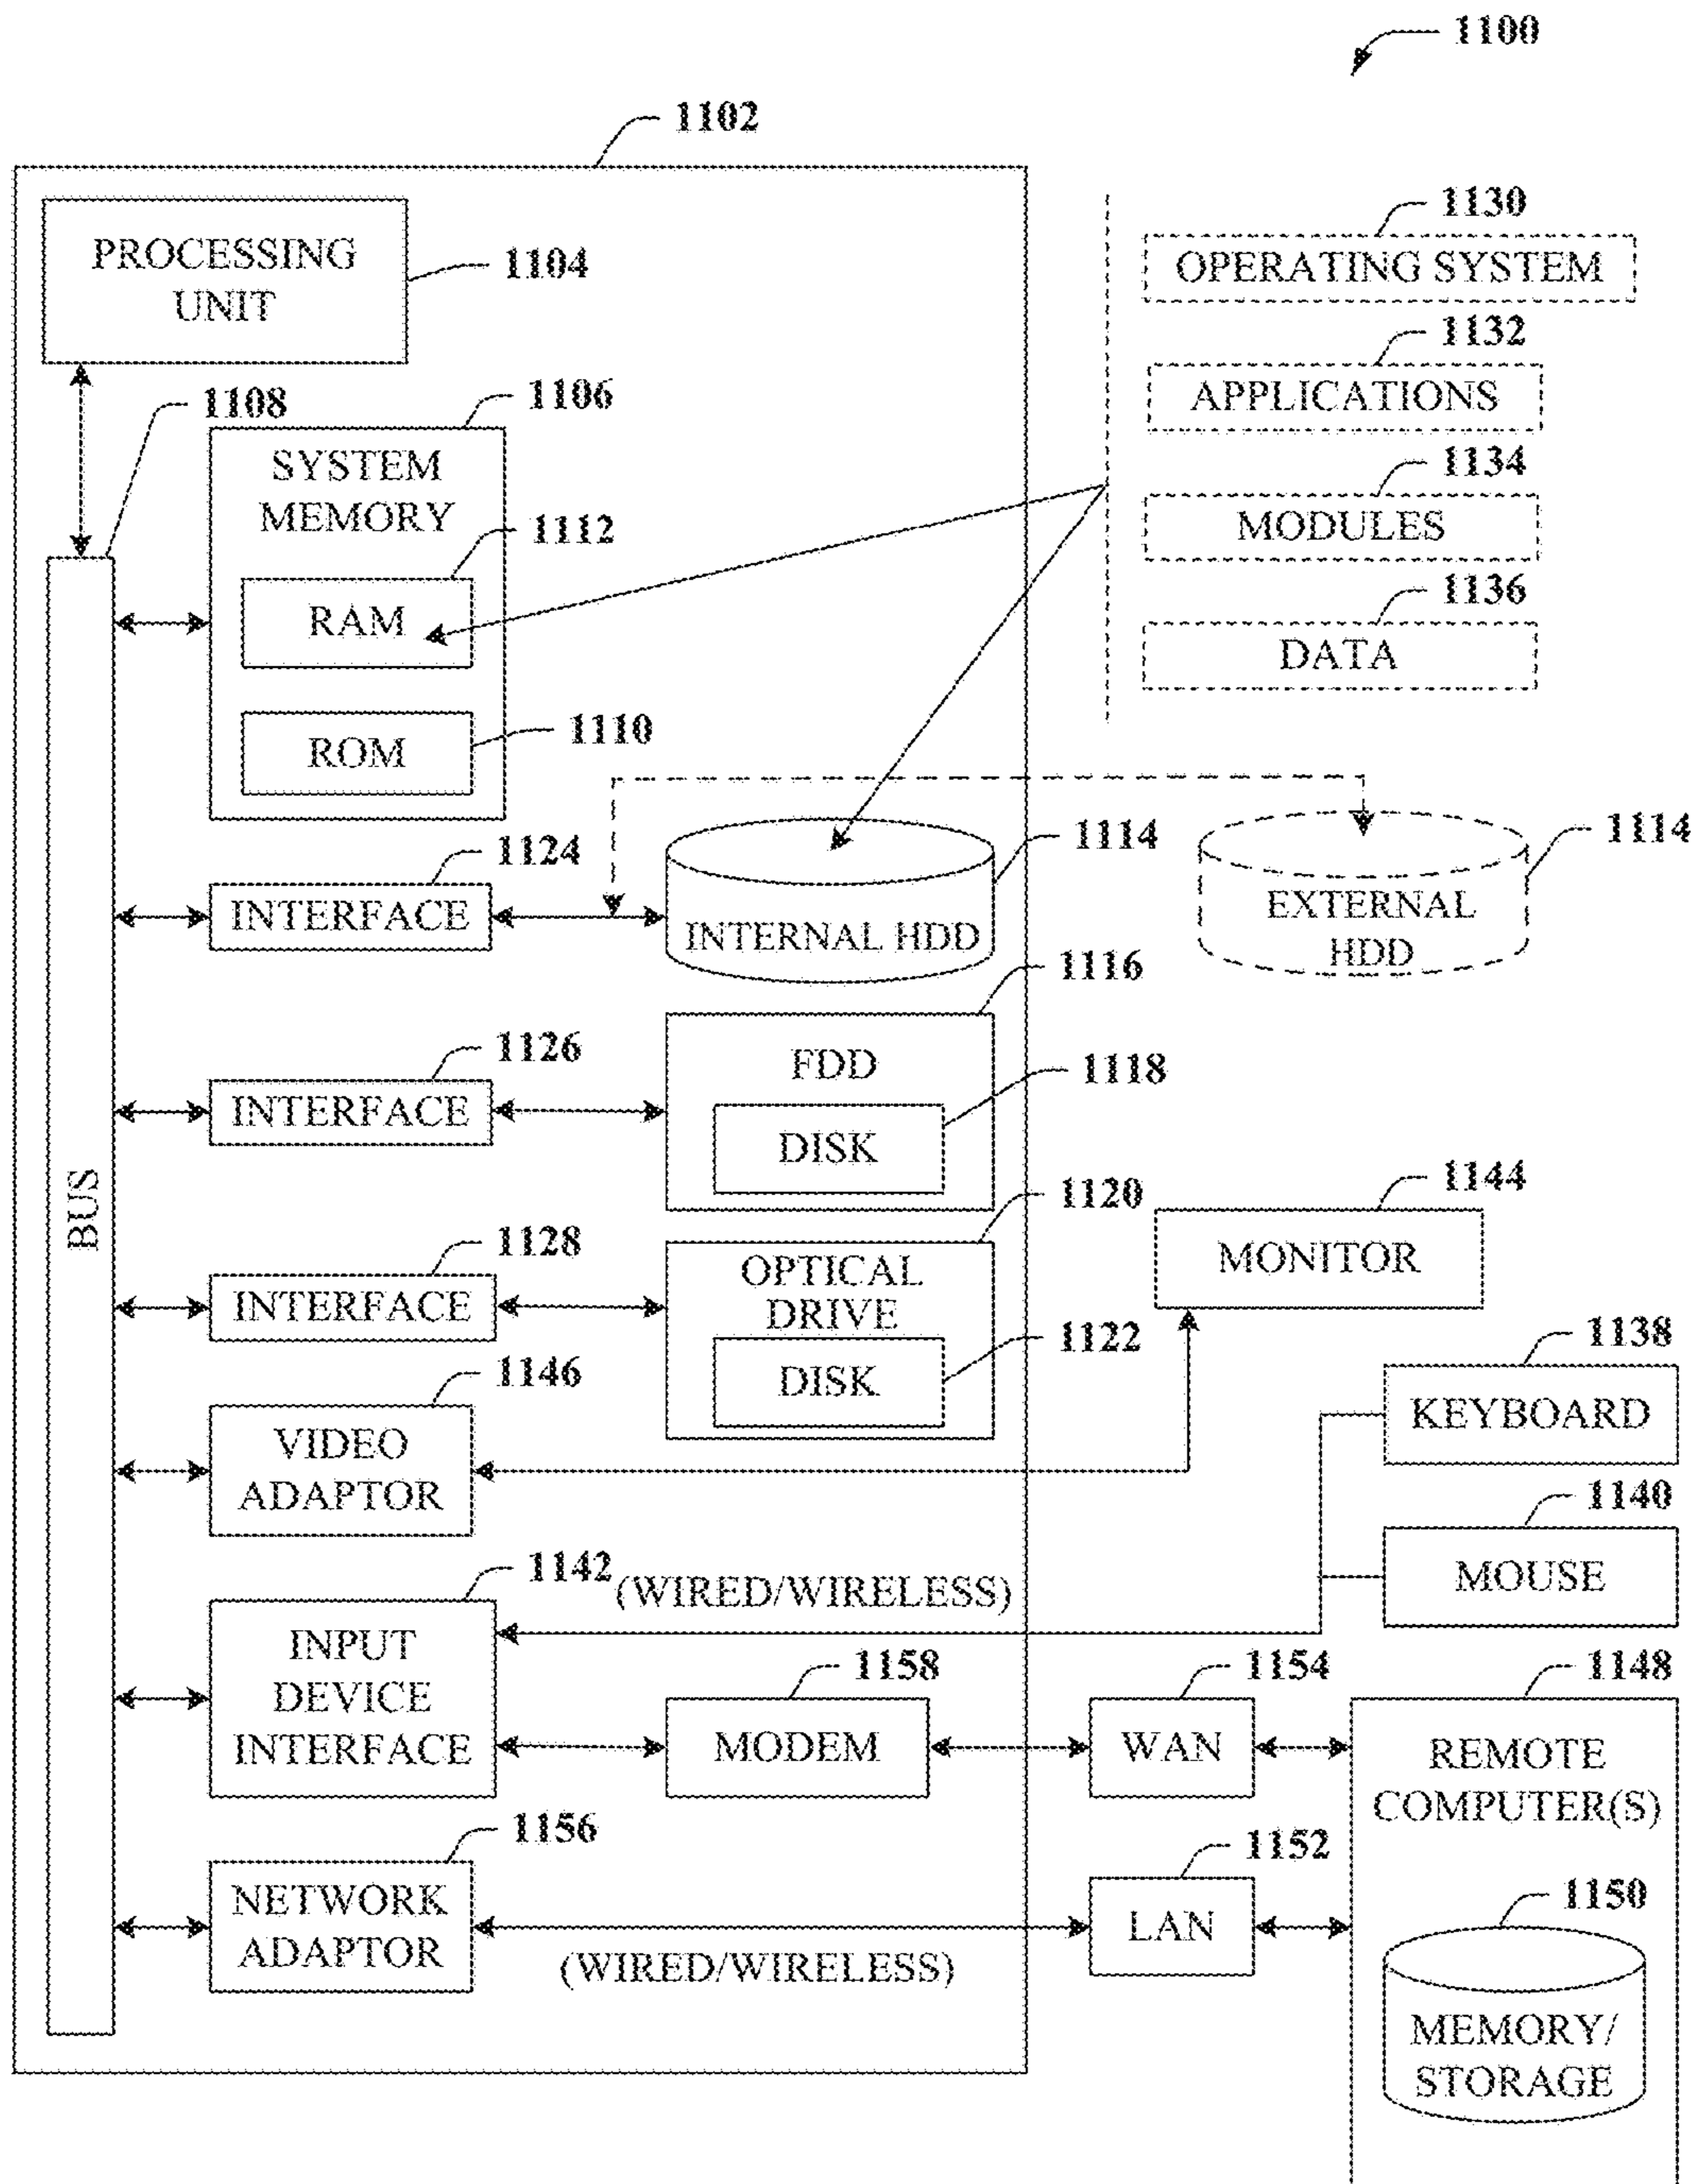 1100
1102
PROCESSING
UNIT
1104
1130
OPERATING SYSTEM
1132
APPLICATIONS
1134
MODULES
1136
DATA
1108
1106
SYSTEM
MEMORY
1112
RAM
1110
ROM
BUS
1124
INTERFACE
1114
INTERNAL HDD
1114
EXTERNAL
HDD
1126
INTERFACE
1116
FDD
1118
DISK
1128
INTERFACE
1120
OPTICAL
DRIVE
1122
DISK
1144
MONITOR
1146
VIDEO
ADAPTOR
1138
KEYBOARD
1140
MOUSE
1142
(WIRED/WIRELESS)
INPUT
DEVICE
INTERFACE
1158
MODEM
1154
WAN
1148
REMOTE
COMPUTER(S)
1156
NETWORK
ADAPTOR
(WIRED/WIRELESS)
1152
LAN
1150
MEMORY/
STORAGE